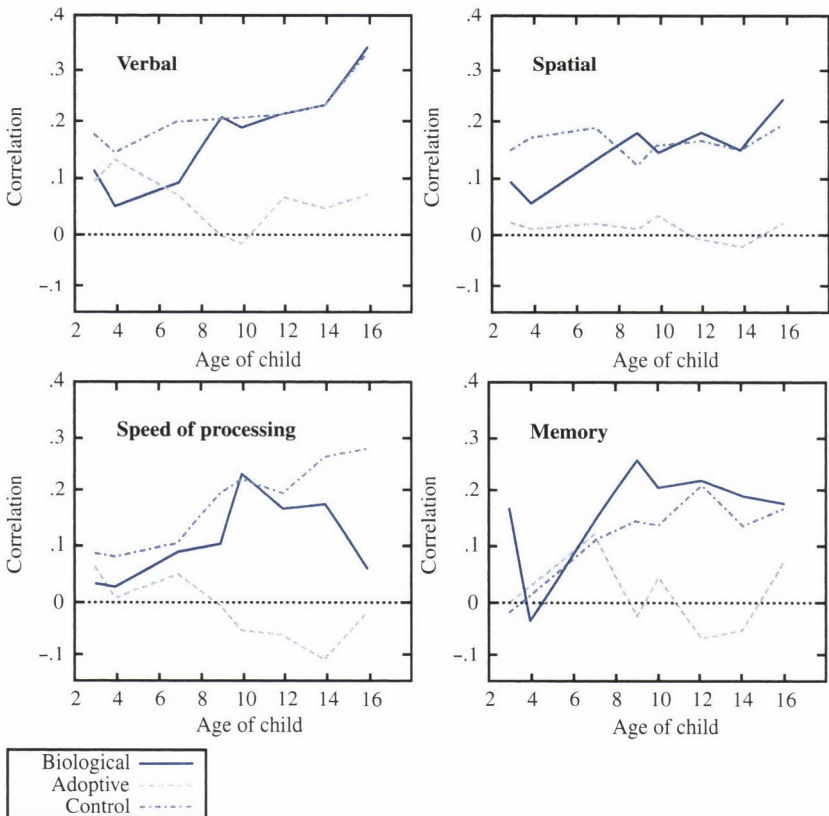 Verbal
Correlation
.4
.3
.2
0.1
0
-.1
2 4 6 8 10 12 14 16
Age of child
Spatial
Correlation
.4
.3
.2
0.1
0
-.1
2 4 6 8 10 12 14 16
Age of child
Speed of processing
Correlation
.4
.3
.2
.1
0
-.1
2 4 6 8 10 12 14 16
Age of child
Memory
Correlation
.4
.3
.2
.1
0
-.1
2 4 6 8 10 12 14 16
Age of child
Biological
Adoptive
Control